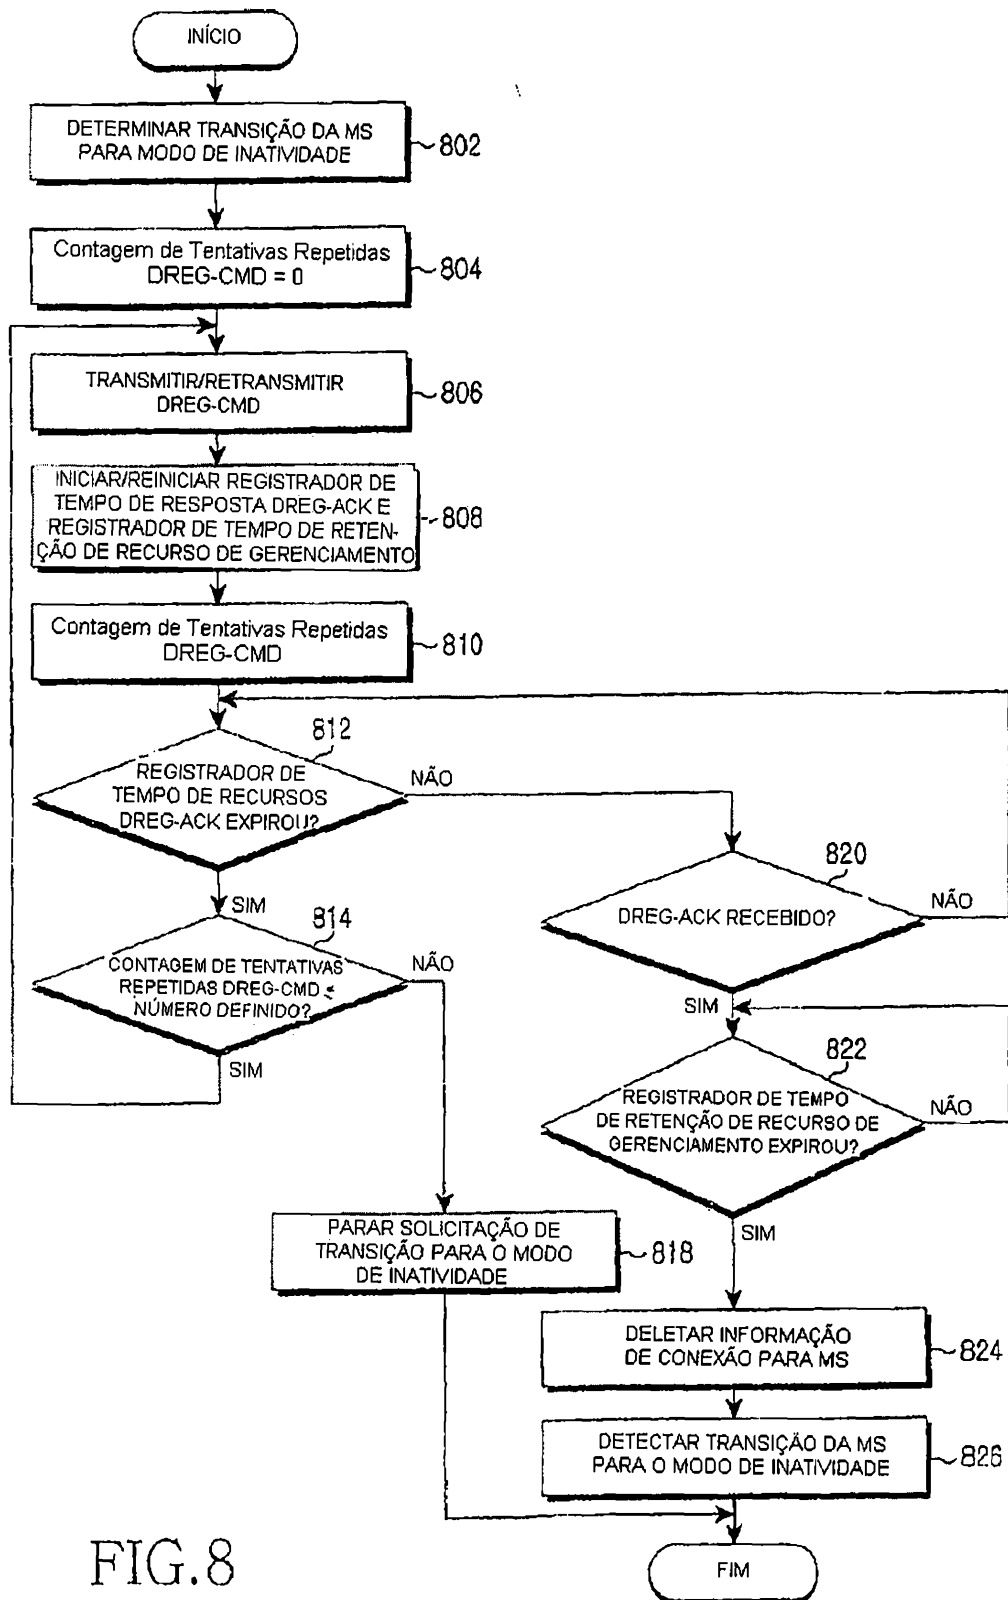 INÍCIO
DETERMINAR TRANSIÇÃO DA MS
PARA MODO DE INATIVIDADE
802
Contagem de Tentativas Repetidas
DREG-CMD = 0
804
TRANSMITIR/RETRANSMITIR
DREG-CMD
806
INICIAR/REINICIAR REGISTRADOR DE
TEMPO DE RESPOSTA DREG-ACK E
REGISTRADOR DE TEMPO DE RETEN-
ÇÃO DE RECURSO DE GERENCIAMENTO
808
Contagem de Tentativas Repetidas
DREG-CMD
810
812
REGISTRADOR DE
TEMPO DE RECURSOS
DREG-ACK EXPIROU?
NÃO
SIM
820
DREG-ACK RECEBIDO?
NÃO
SIM
814
CONTAGEM DE TENTATIVAS
REPETIDAS DREG-CMD ≤
NÚMERO DEFINIDO?
NÃO
SIM
822
REGISTRADOR DE TEMPO
DE RETENÇÃO DE RECURSO DE
GERENCIAMENTO EXPIROU?
NÃO
SIM
PARAR SOLICITAÇÃO DE
TRANSIÇÃO PARA O MODO
DE INATIVIDADE
818
DELETAR INFORMAÇÃO
DE CONEXÃO PARA MS
824
DETECTAR TRANSIÇÃO DA MS
PARA O MODO DE INATIVIDADE
826
FIM
FIG.8